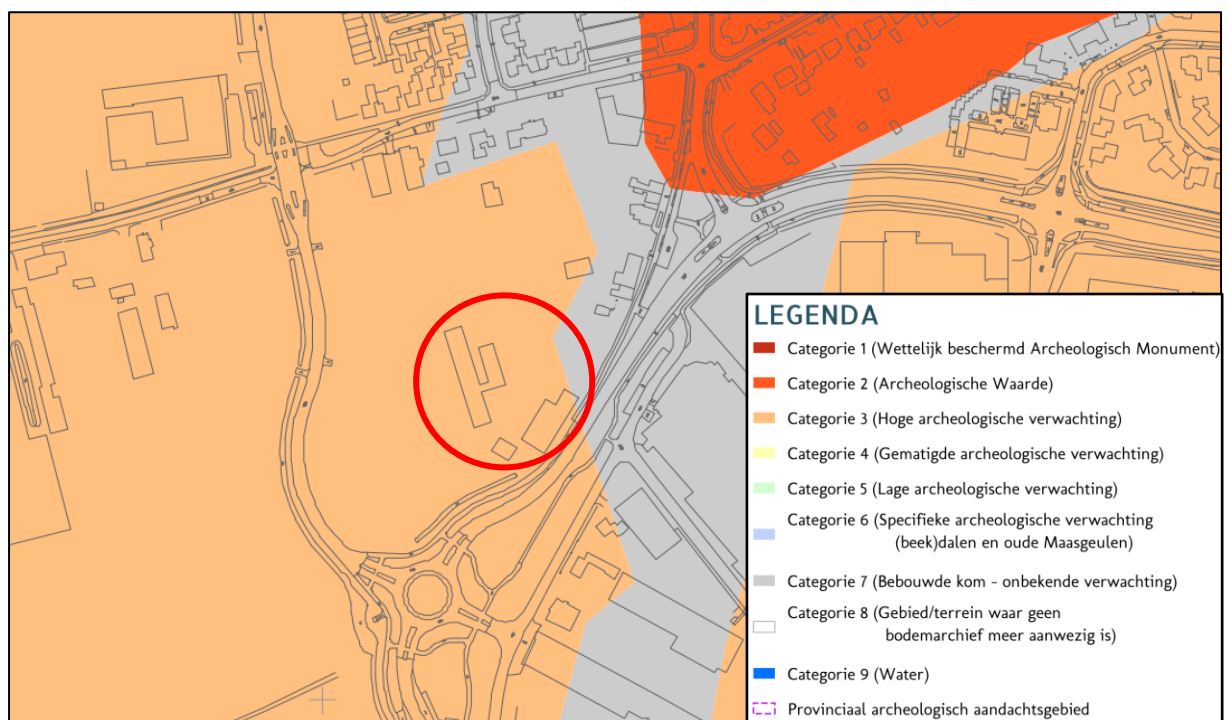 LEGENDA
Categorie 1 (Wettelijk beschermd Archeologisch Monument)
Categorie 2 (Archeologische Waarde)
Categorie 3 (Hoge archeologische verwachting)
Categorie 4 (Gematigde archeologische verwachting)
Categorie 5 (Lage archeologische verwachting)
Categorie 6 (Specifieke archeologische verwachting
(beek)dalen en oude Maasgeulen)
Categorie 7 (Bebouwde kom – onbekende verwachting)
Categorie 8 (Gebied/terrein waar geen
bodemarchief meer aanwezig is)
Categorie 9 (Water)
Provinciaal archeologisch aandachtsgebied